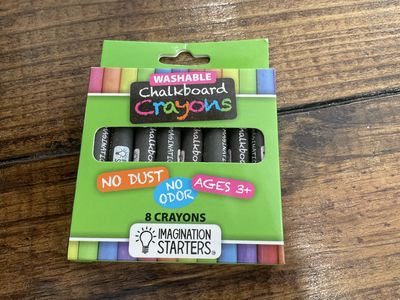 WASHABLE
Chalkboard
Crayons
NO DUST
NO
ODOR
AGES 3+
8 CRAYONS
IMAGINATION
STARTERS